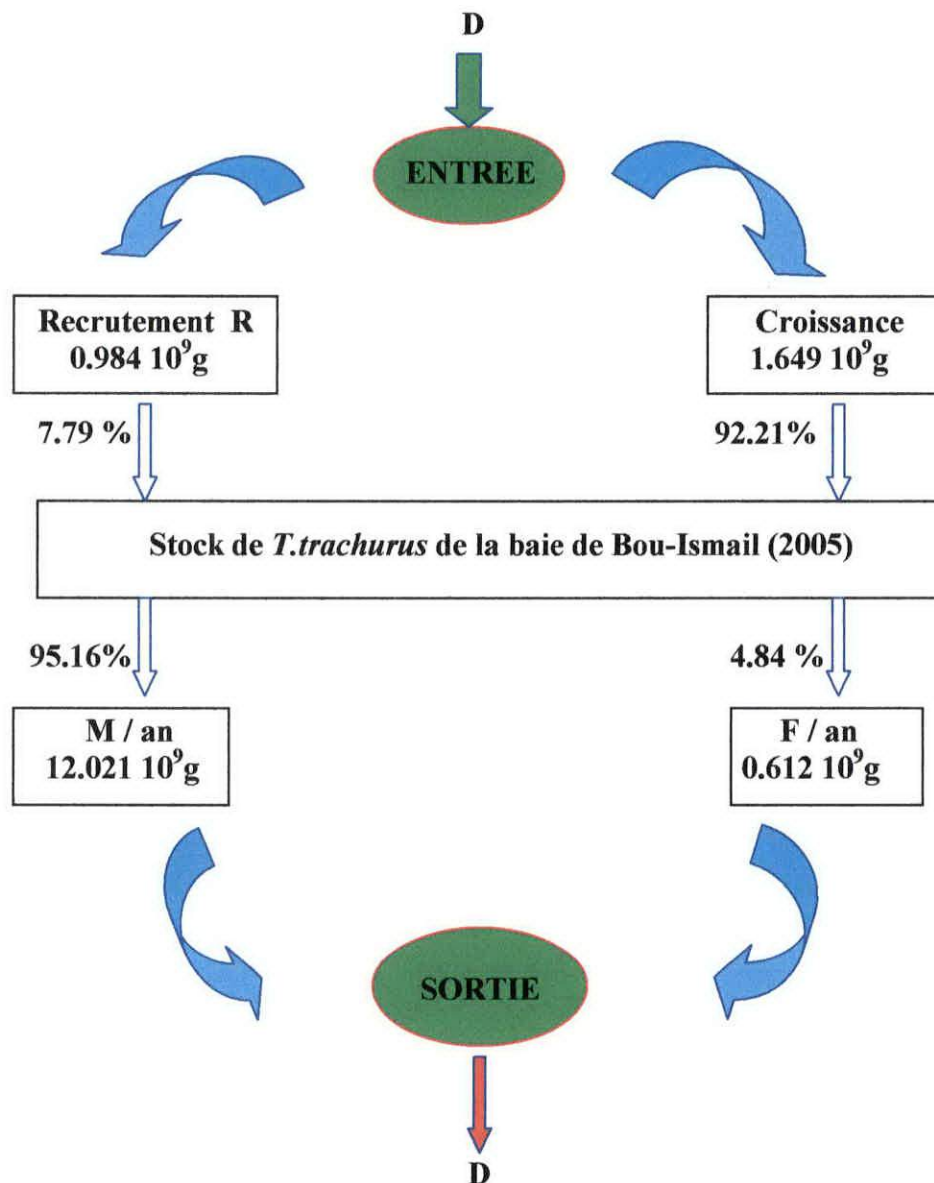 D
ENTREE
Recrutement R
0.984 10⁹g
Croissance
1.649 10⁹g
7.79 %
92.21%
Stock de T.trachurus de la baie de Bou-Ismail (2005)
95.16%
4.84 %
M / an
12.021 10⁹g
F / an
0.612 10⁹g
SORTIE
D